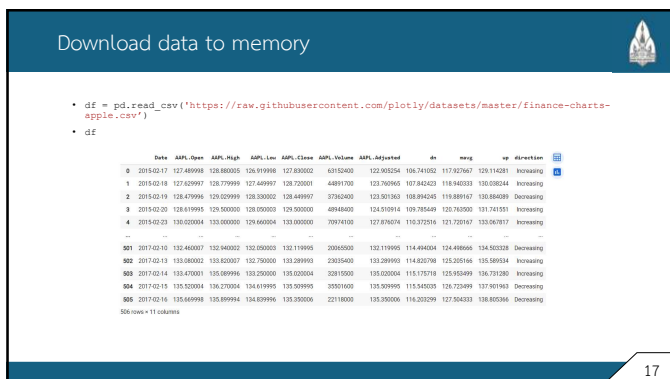 Download data to memory
• df = pd.read_csv('https://raw.githubusercontent.com/plotly/datasets/master/finance-charts-
apple.csv’)
• df
Date AAPL.Open AAPL.High AAPL.Low AAPL.Close AAPL.Volume AAPL.Adjusted dn mavg up direction
0 2015-02-17 127.489998 128.880005 126.919998 127.830002 63152400 122.905254 106.741052 117.927667 129.114281 Increasing
1 2015-02-18 127.629997 128.779999 127.449997 128.720001 44891700 123.760965 107.842423 118.940333 130.038244 Increasing
2 2015-02-19 128.479996 129.029999 128.330002 128.449997 37362400 123.501363 108.894245 119.889167 130.884089 Decreasing
3 2015-02-20 128.619995 129.500000 128.050003 129.500000 48948400 124.510914 109.785449 120.763500 131.741551 Increasing
4 2015-02-23 130.020004 133.000000 129.660004 133.000000 70974100 127.876074 110.372516 121.720167 133.067817 Increasing
... ... ... ... ... ... ... ... ... ... ... ...
501 2017-02-10 132.460007 132.940002 132.050003 132.119995 20065500 132.119995 114.494004 124.498666 134.503328 Decreasing
502 2017-02-13 133.080002 133.820007 132.750000 133.289993 23035400 133.289993 114.820798 125.205166 135.589534 Increasing
503 2017-02-14 133.470001 135.089996 133.250000 135.020004 32815500 135.020004 115.175718 125.953499 136.731280 Increasing
504 2017-02-15 135.520004 136.270004 134.619995 135.509995 35501600 135.509995 115.545035 126.723499 137.901963 Decreasing
505 2017-02-16 135.669998 135.899994 134.839996 135.350006 22118000 135.350006 116.203299 127.504333 138.805366 Decreasing
506 rows × 11 columns
17